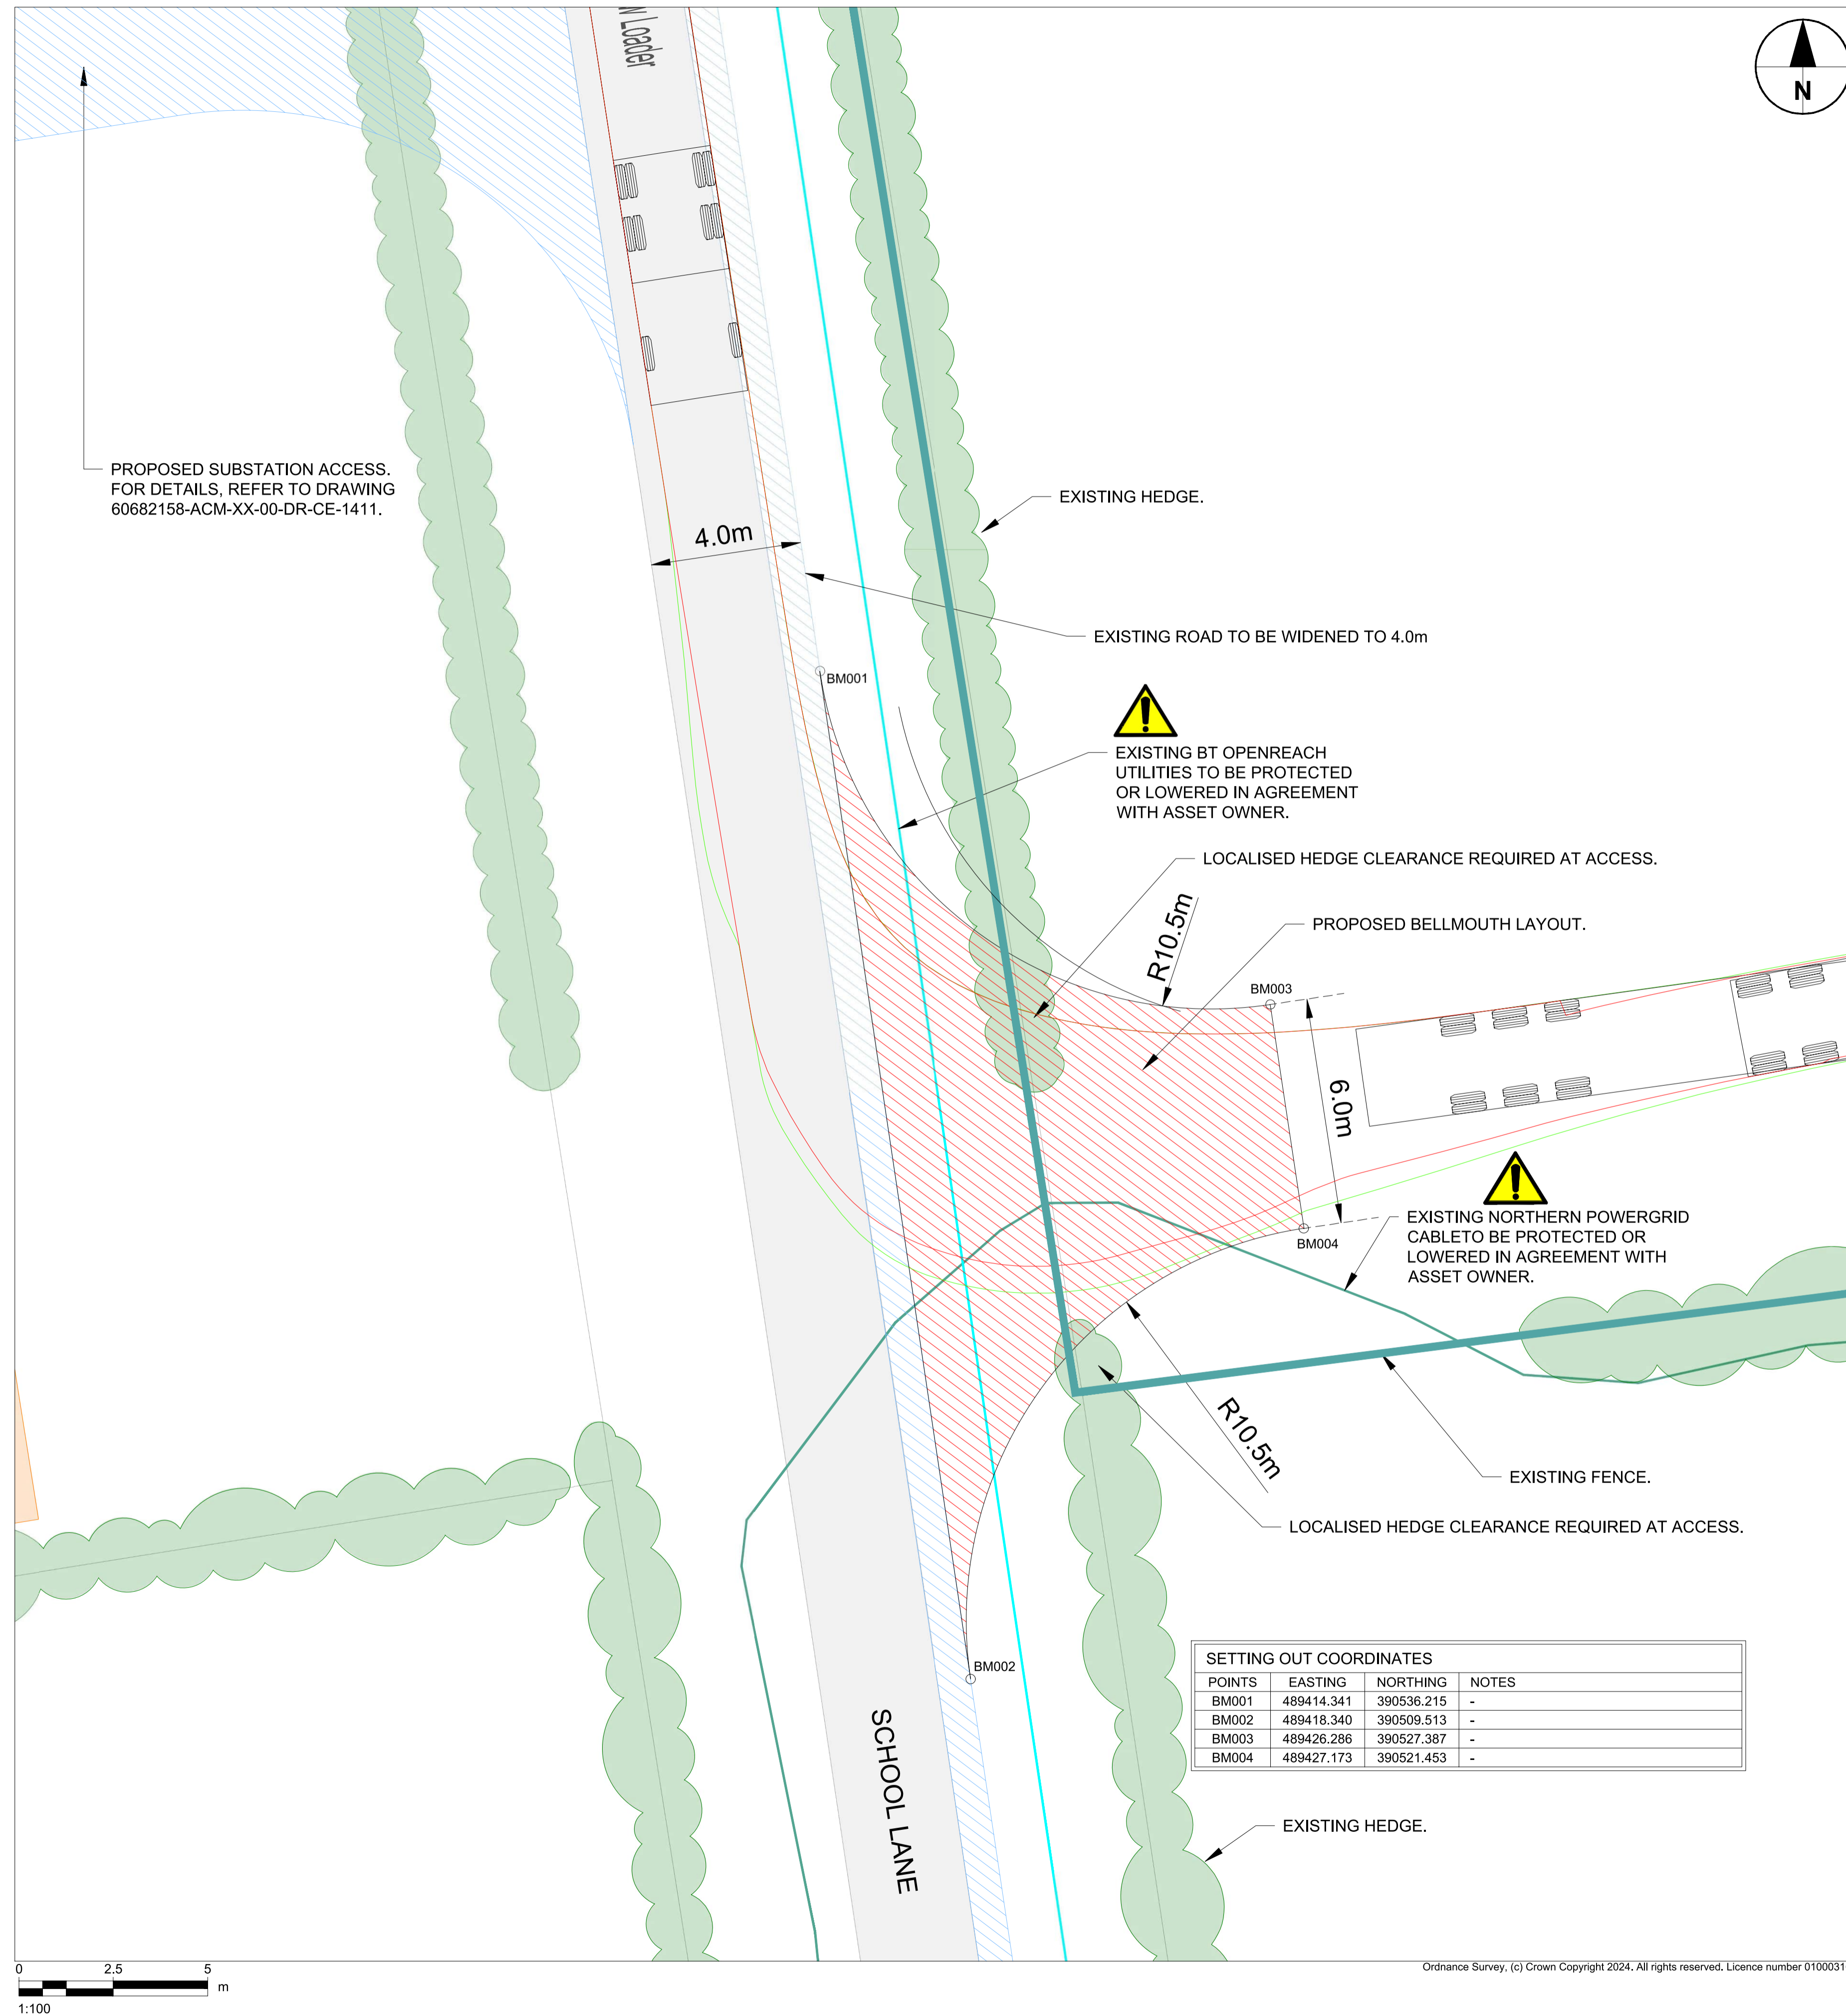 Loader
N
PROPOSED SUBSTATION ACCESS.
FOR DETAILS, REFER TO DRAWING
60682158-ACM-XX-00-DR-CE-1411.
EXISTING HEDGE.
4.0m
EXISTING ROAD TO BE WIDENED TO 4.0m
BM001
EXISTING BT OPENREACH
UTILITIES TO BE PROTECTED
OR LOWERED IN AGREEMENT
WITH ASSET OWNER.
LOCALISED HEDGE CLEARANCE REQUIRED AT ACCESS.
R10.5m
PROPOSED BELLMOUTH LAYOUT.
BM003
6.0m
BM004
EXISTING NORTHERN POWERGRID
CABLETO BE PROTECTED OR
LOWERED IN AGREEMENT WITH
ASSET OWNER.
R10.5m
EXISTING FENCE.
LOCALISED HEDGE CLEARANCE REQUIRED AT ACCESS.
BM002
SCHOOL LANE
SETTING OUT COORDINATES
POINTS EASTING NORTHING NOTES
BM001 489414.341 390536.215 -
BM002 489418.340 390509.513 -
BM003 489426.286 390527.387 -
BM004 489427.173 390521.453 -
EXISTING HEDGE.
Ordnance Survey, (c) Crown Copyright 2024. All rights reserved. Licence number 0100031
0 2.5 5
m
1:100